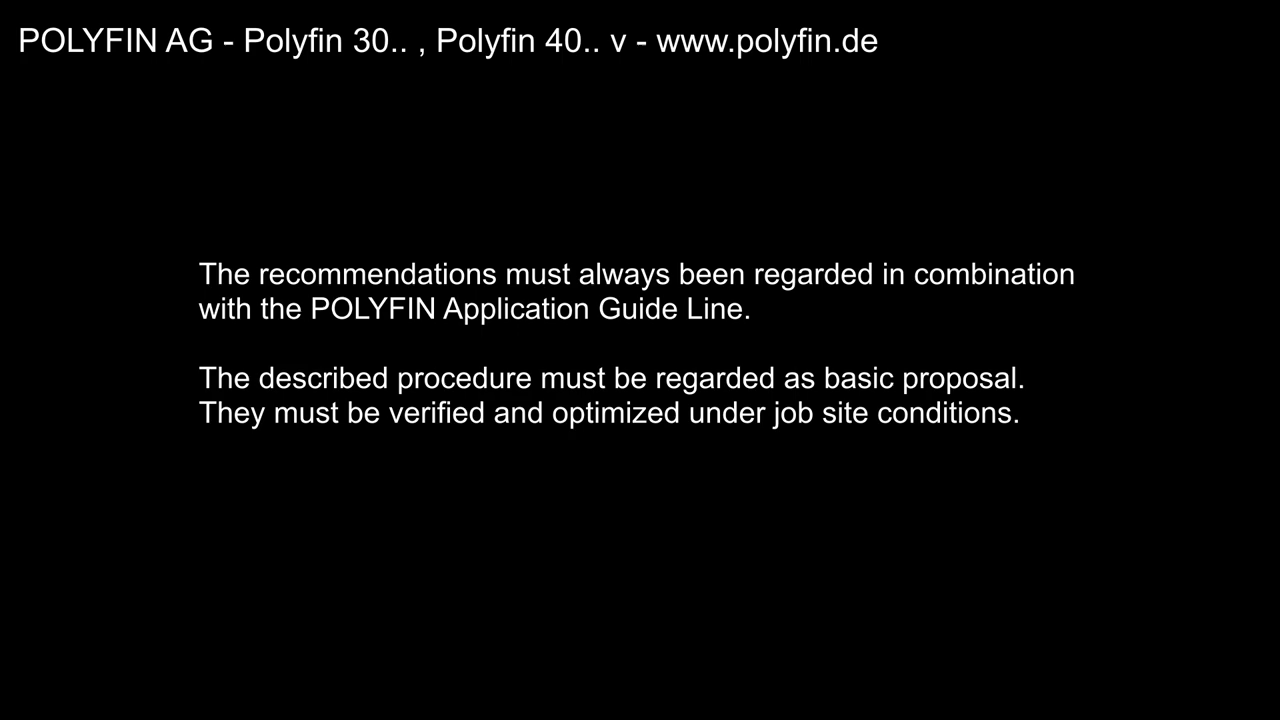 POLYFIN AG - Polyfin 30.. , Polyfin 40.. v - www.polyfin.de
The recommendations must always been regarded in combination
with the POLYFIN Application Guide Line.
The described procedure must be regarded as basic proposal.
They must be verified and optimized under job site conditions.